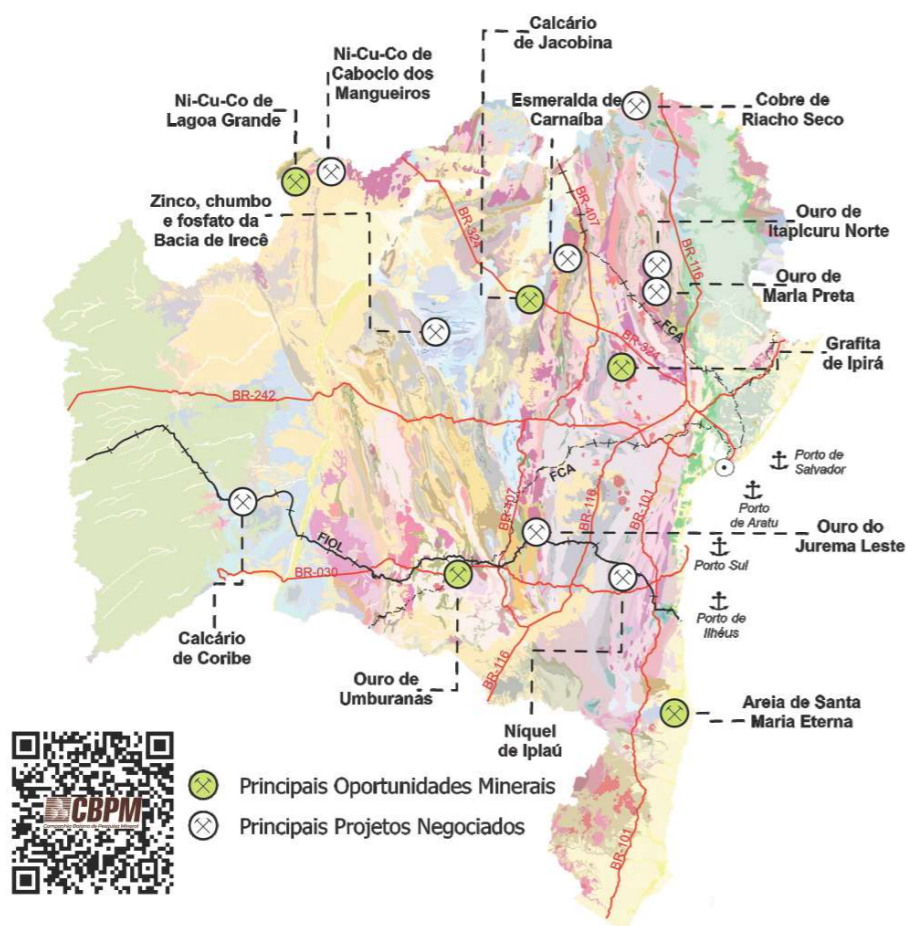 Calcário
de Jacobina
Ni-Cu-Co de
Caboclo dos
Mangueiros
Esmeralda de
Carnaíba
Cobre de
Riacho Seco
Ni-Cu-Co de
Lagoa Grande
Zinco, chumbo
e fosfato da
Bacia de Irecê
BR-407
BR-324
BR-116
Ouro de
Itapicuru Norte
Ouro de
Maria Preta
FCA
BR-324
Grafita
de Ipirá
BR-242
Porto de
Salvador
FCA
Porto
de Aratu
BR-407
BR-116
BR-101
Ouro do
Jurema Leste
FIOL
Porto Sul
BR-030
Porto de
Ilhéus
Calcário
de Coribe
Ouro de
Umburanas
BR-116
Níquel
de Ipiaú
Areia de Santa
Maria Eterna
CBPM
Companhia Baiana de Pesquisa Mineral
Principais Oportunidades Minerais
Principais Projetos Negociados
BR-101